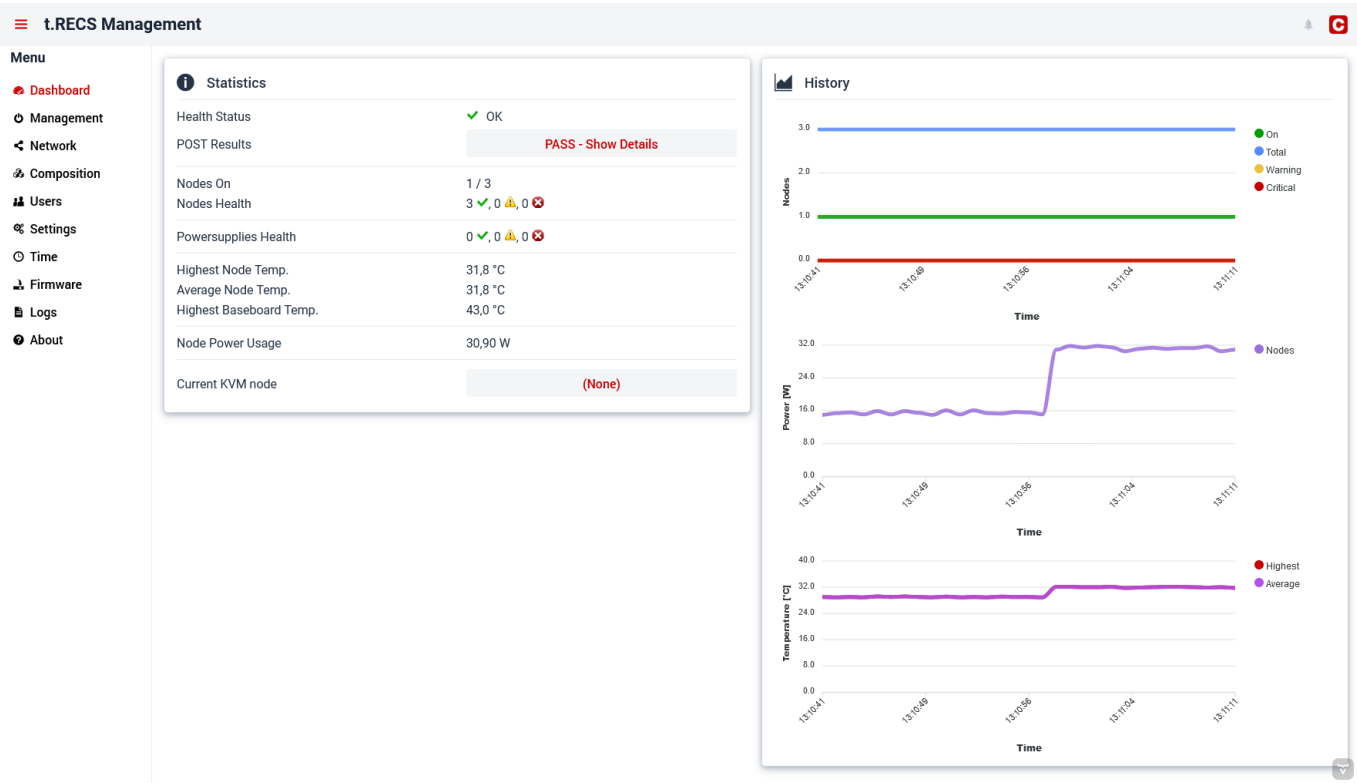 t.RECS Management
Menu
Dashboard
Management
Network
Composition
Users
Settings
Time
Firmware
Logs
About
Statistics
Health Status OK
POST Results PASS - Show Details
Nodes On 1 / 3
Nodes Health 3 , 0 , 0
Powersupplies Health 0 , 0 , 0
Highest Node Temp. 31,8 °C
Average Node Temp. 31,8 °C
Highest Baseboard Temp. 43,0 °C
Node Power Usage 30,90 W
Current KVM node (None)
History
Nodes
3.0
2.0
1.0
0.0
13:10:41 13:10:49 13:10:56 13:11:04 13:11:11
Time
On
Total
Warning
Critical
Power [W]
32.0
24.0
16.0
8.0
0.0
13:10:41 13:10:49 13:10:56 13:11:04 13:11:11
Time
Nodes
Temperature [°C]
40.0
32.0
24.0
16.0
8.0
0.0
13:10:41 13:10:49 13:10:56 13:11:04 13:11:11
Time
Highest
Average